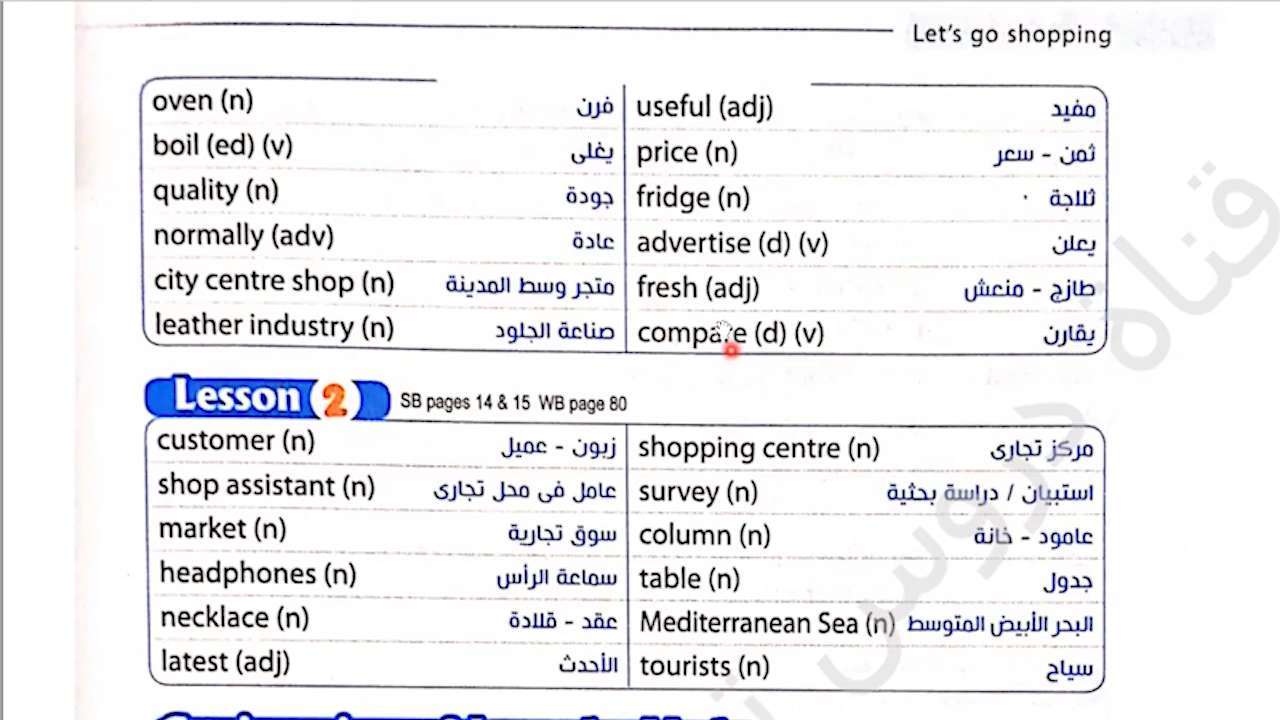 Let's go shopping
oven (n) فرن useful (adj) مفيد
boil (ed) (v) يغلى price (n) ثمن - سعر
quality (n) جودة fridge (n) ثلاجة
normally (adv) عادة advertise (d) (v) يعلن
city centre shop (n) متجر وسط المدينة fresh (adj) طازج - منعش
leather industry (n) صناعة الجلود compare (d) (v) يقارن
Lesson 2 SB pages 14 & 15 WB page 80
customer (n) زبون - عميل shopping centre (n) مركز تجارى
shop assistant (n) عامل فى محل تجارى survey (n) استبيان / دراسة بحثية
market (n) سوق تجارية column (n) عامود - خانة
headphones (n) سماعة الرأس table (n) جدول
necklace (n) عقد - قلادة Mediterranean Sea (n) البحر الأبيض المتوسط
latest (adj) الأحدث tourists (n) سياح
قناة دروس